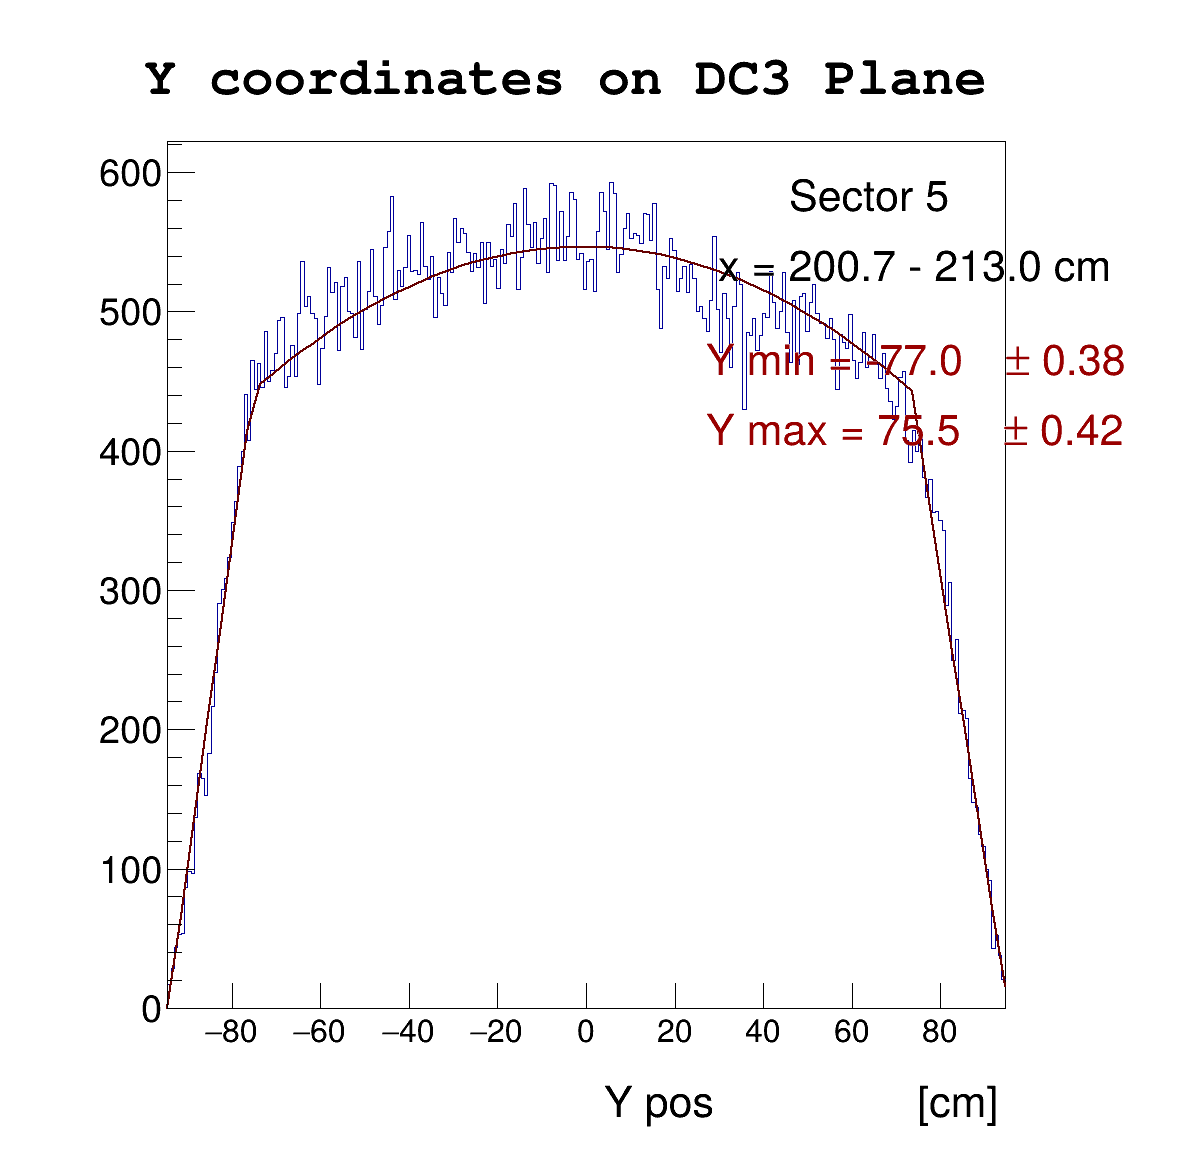 Y coordinates on DC3 Plane
600
Sector 5
x = 200.7 - 213.0 cm
500
Y min = -77.0 ± 0.38
Y max = 75.5 ± 0.42
400
300
200
100
0
−80 −60 −40 −20 0 20 40 60 80
Y pos [cm]